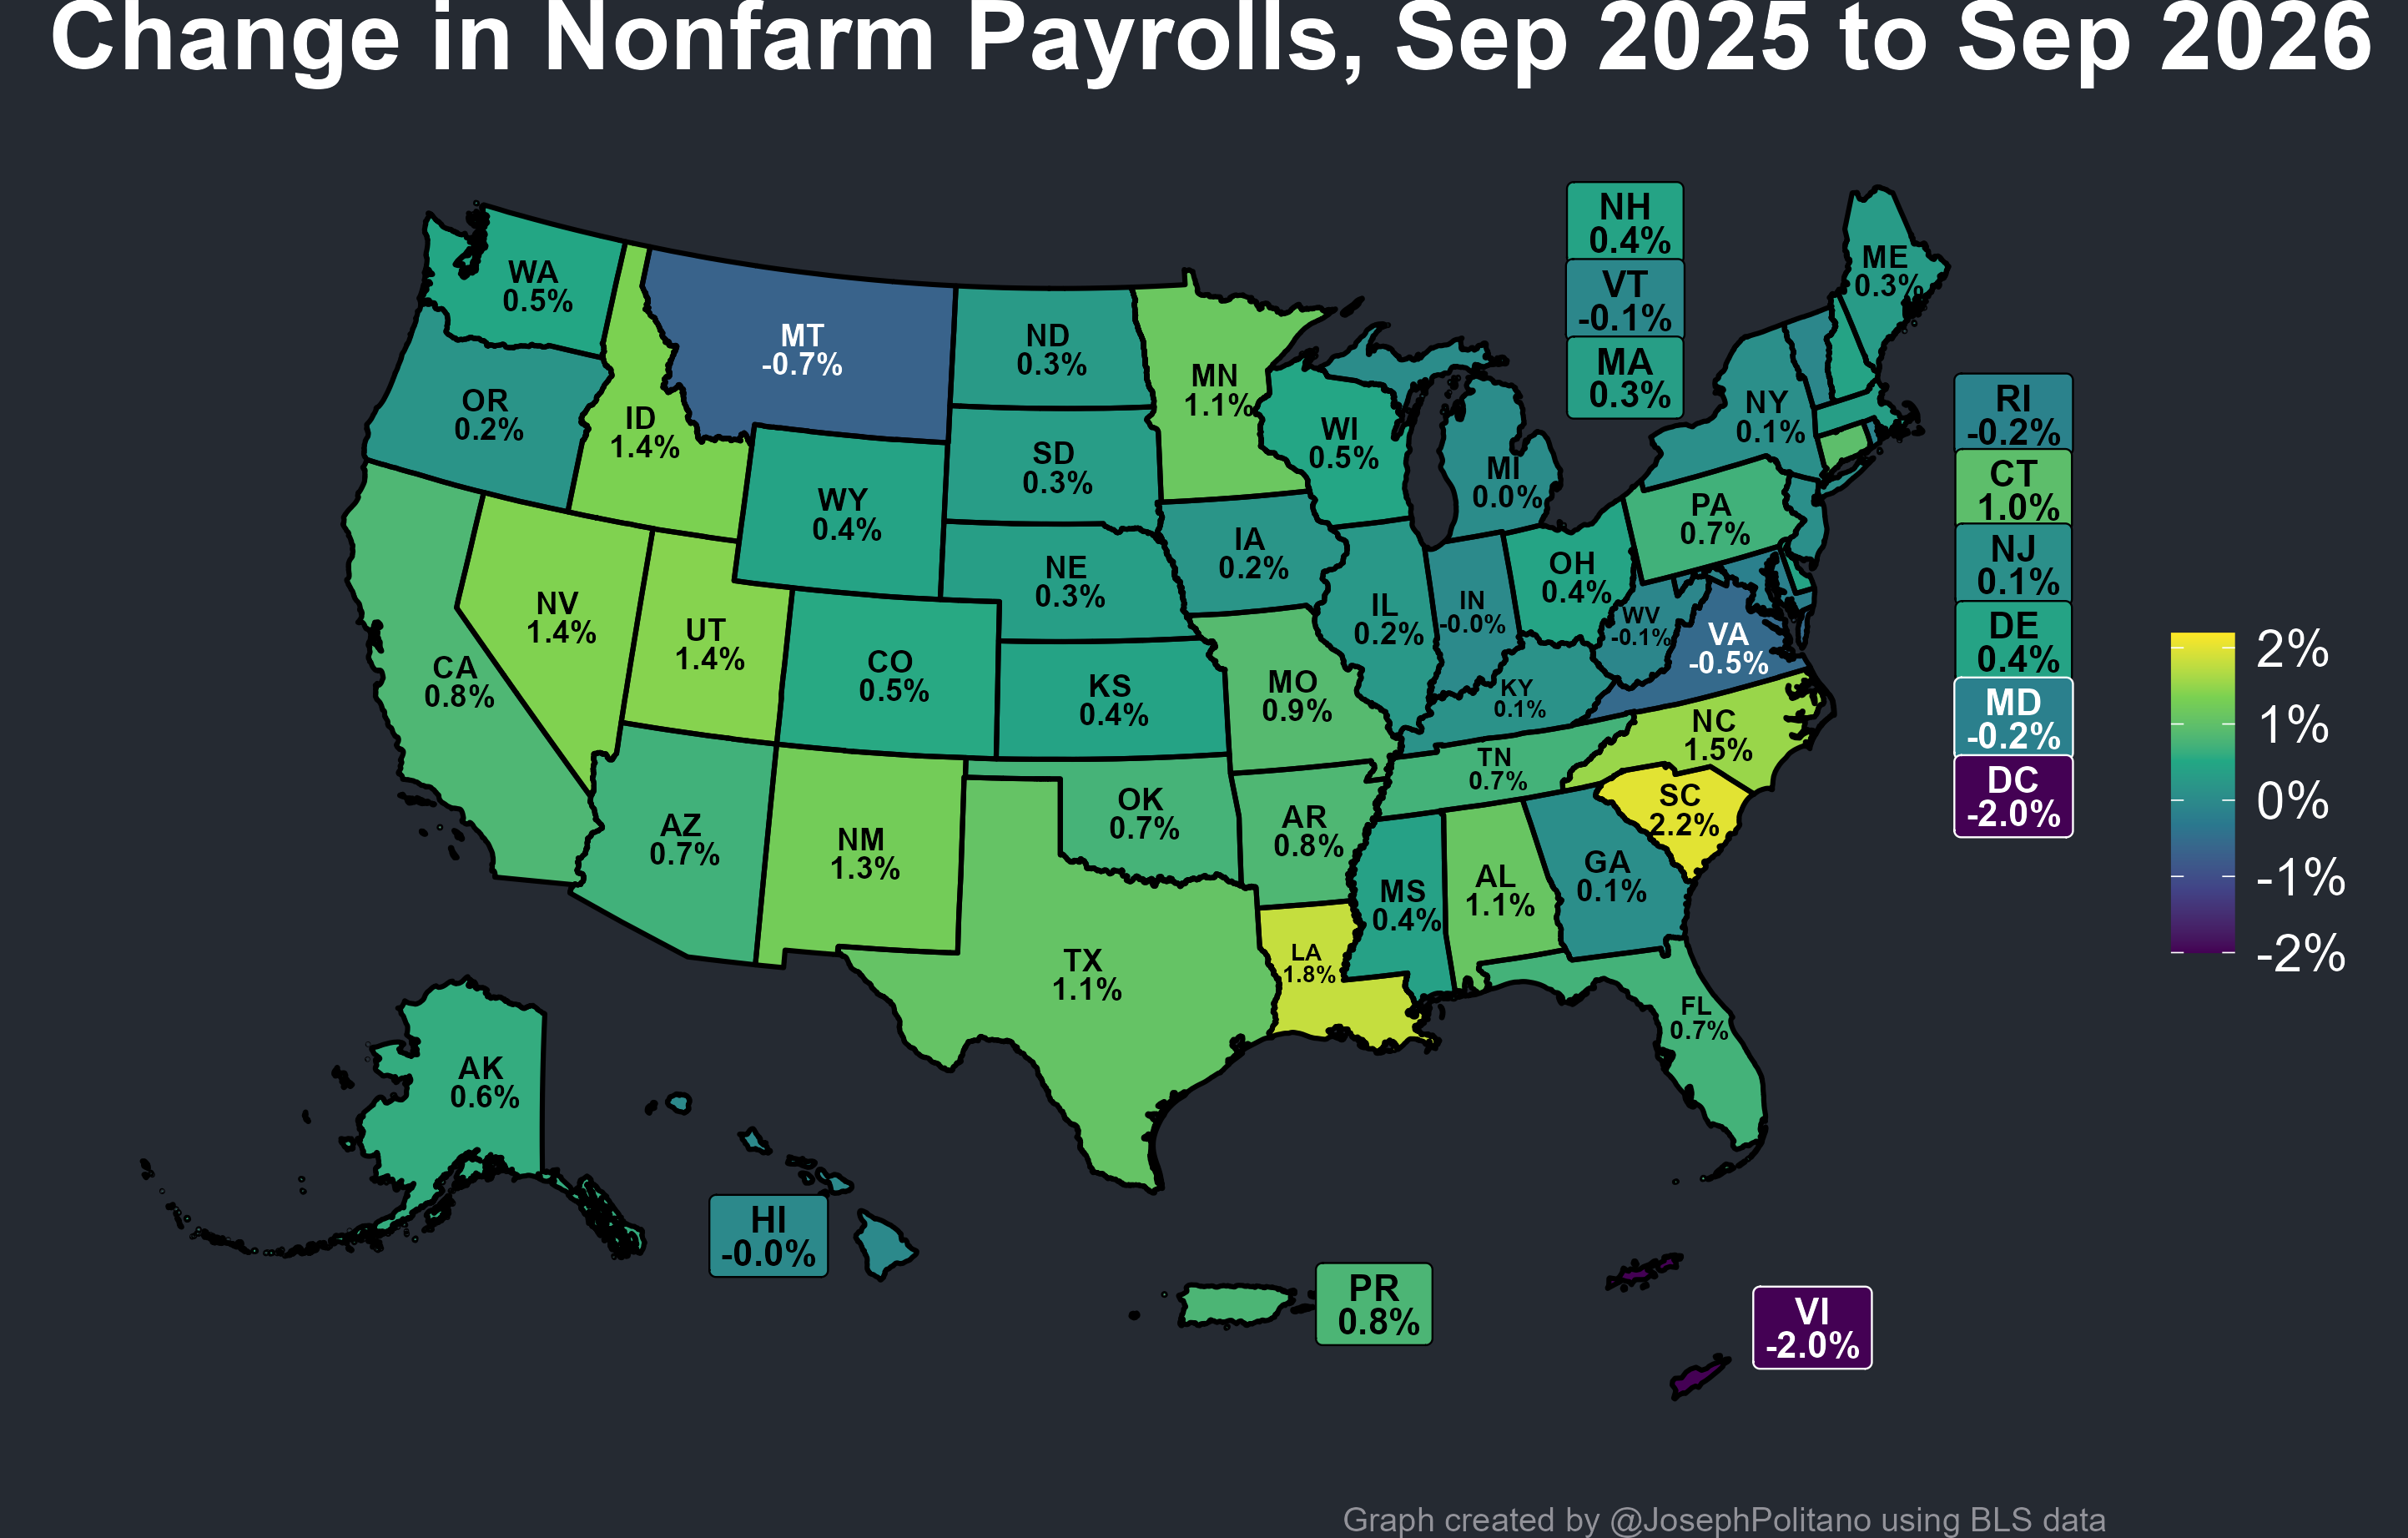 Change in Nonfarm Payrolls, Sep 2025 to Sep 2026
NH
0.4%
VT
-0.1%
MA
0.3%
ME
0.3%
WA
0.5%
MT
-0.7%
ND
0.3%
MN
1.1%
OR
0.2%
ID
1.4%
WI
0.5%
NY
0.1%
RI
-0.2%
SD
0.3%
MI
0.0%
CT
1.0%
WY
0.4%
PA
0.7%
NJ
0.1%
IA
0.2%
NE
0.3%
OH
0.4%
NV
1.4%
UT
1.4%
IL
0.2%
IN
-0.0%
WV
-0.1%
VA
-0.5%
DE
0.4%
CA
0.8%
CO
0.5%
KS
0.4%
MO
0.9%
KY
0.1%
MD
-0.2%
NC
1.5%
TN
0.7%
DC
-2.0%
AZ
0.7%
NM
1.3%
OK
0.7%
AR
0.8%
SC
2.2%
MS
0.4%
AL
1.1%
GA
0.1%
TX
1.1%
LA
1.8%
FL
0.7%
AK
0.6%
HI
-0.0%
PR
0.8%
VI
-2.0%
2%
1%
0%
-1%
-2%
Graph created by @JosephPolitano using BLS data